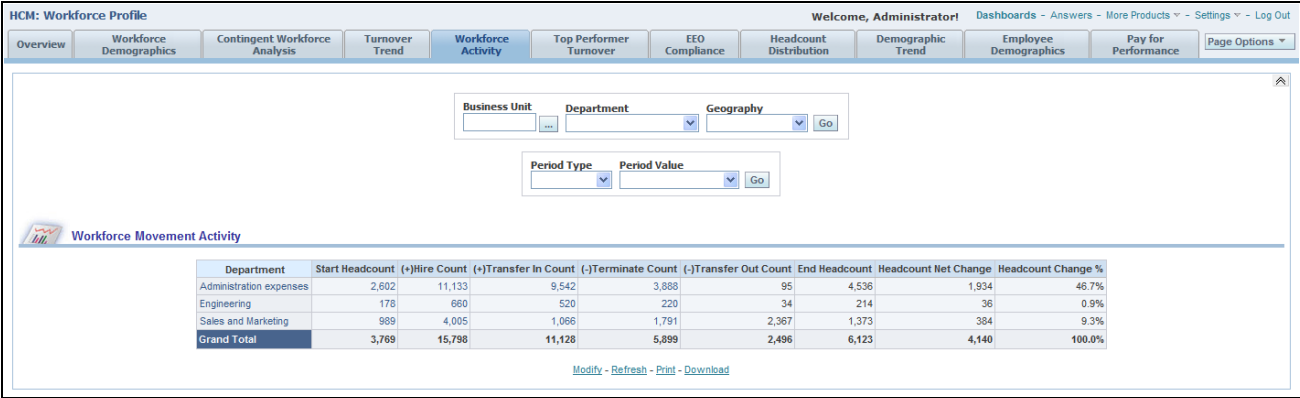 HCM: Workforce Profile Welcome, Administrator! Dashboards - Answers - More Products - Settings - Log Out
Overview Workforce Demographics Contingent Workforce Analysis Turnover Trend Workforce Activity Top Performer Turnover EEO Compliance Headcount Distribution Demographic Trend Employee Demographics Pay for Performance Page Options
Business Unit Department Geography
... Go
Period Type Period Value
Go
Workforce Movement Activity
Department Start Headcount (+)Hire Count (+)Transfer In Count (-)Terminate Count (-)Transfer Out Count End Headcount Headcount Net Change Headcount Change %
Administration expenses 2,602 11,133 9,542 3,888 95 4,536 1,934 46.7%
Engineering 178 660 520 220 34 214 36 0.9%
Sales and Marketing 989 4,005 1,066 1,791 2,367 1,373 384 9.3%
Grand Total 3,769 15,798 11,128 5,899 2,496 6,123 4,140 100.0%
Modify - Refresh - Print - Download